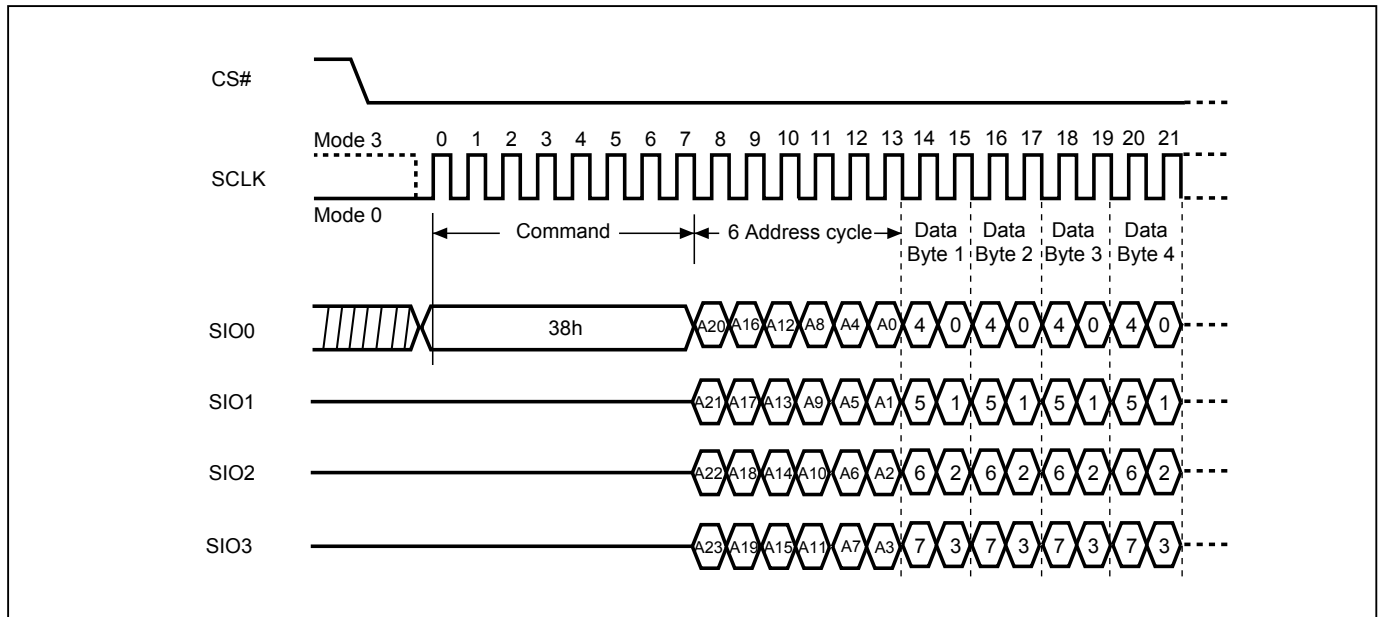 CS#
Mode 3 0 1 2 3 4 5 6 7 8 9 10 11 12 13 14 15 16 17 18 19 20 21
SCLK
Mode 0
Command 6 Address cycle Data Byte 1 Data Byte 2 Data Byte 3 Data Byte 4
SIO0 38h A20 A16 A12 A8 A4 A0 4 0 4 0 4 0 4 0
SIO1 A21 A17 A13 A9 A5 A1 5 1 5 1 5 1 5 1
SIO2 A22 A18 A14 A10 A6 A2 6 2 6 2 6 2 6 2
SIO3 A23 A19 A15 A11 A7 A3 7 3 7 3 7 3 7 3